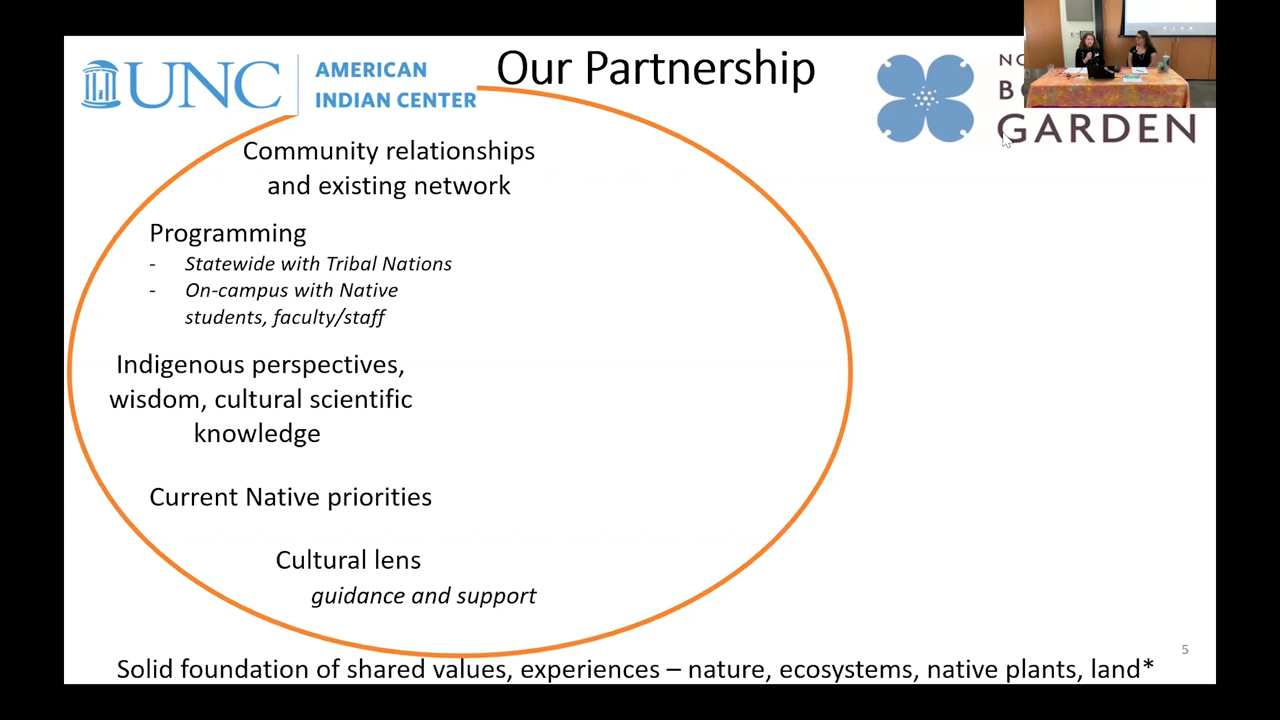 UNC
AMERICAN
INDIAN CENTER
Our Partnership
GARDEN
Community relationships
and existing network
Programming
- Statewide with Tribal Nations
- On-campus with Native
students, faculty/staff
Indigenous perspectives,
wisdom, cultural scientific
knowledge
Current Native priorities
Cultural lens
guidance and support
5
Solid foundation of shared values, experiences – nature, ecosystems, native plants, land*